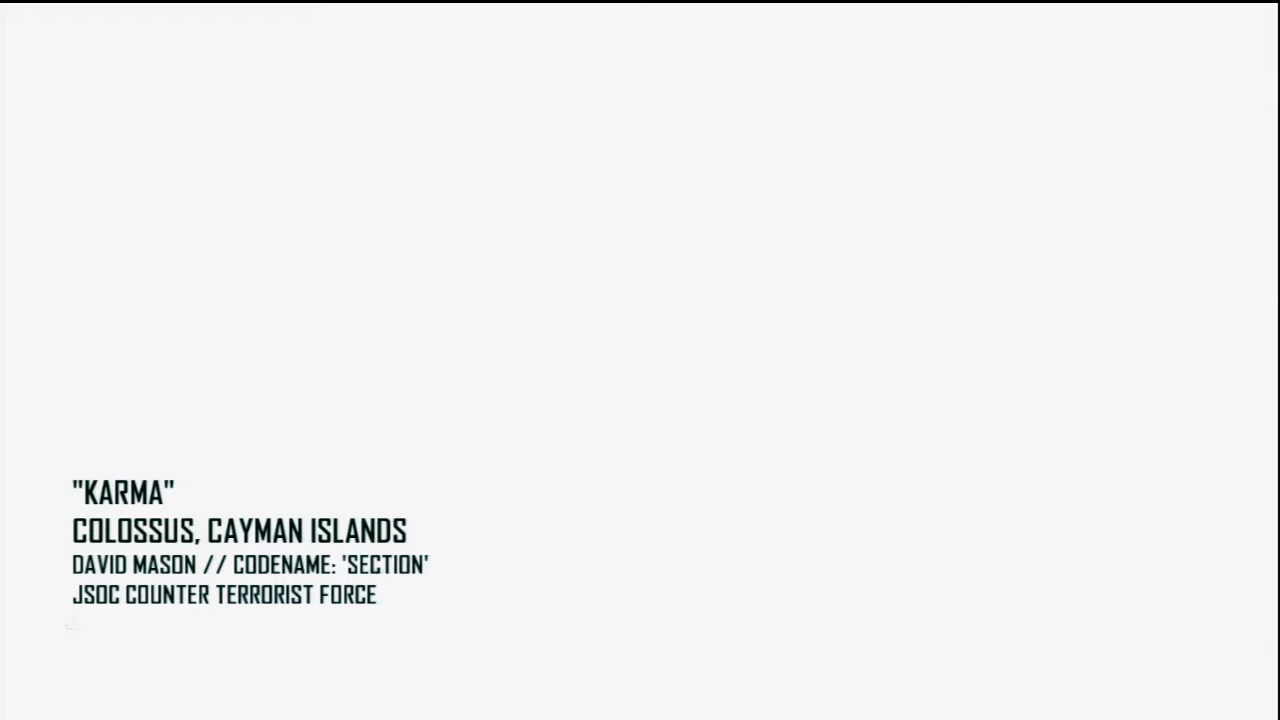 "KARMA"
COLOSSUS, CAYMAN ISLANDS
DAVID MASON // CODENAME: 'SECTION'
JSOC COUNTER TERRORIST FORCE